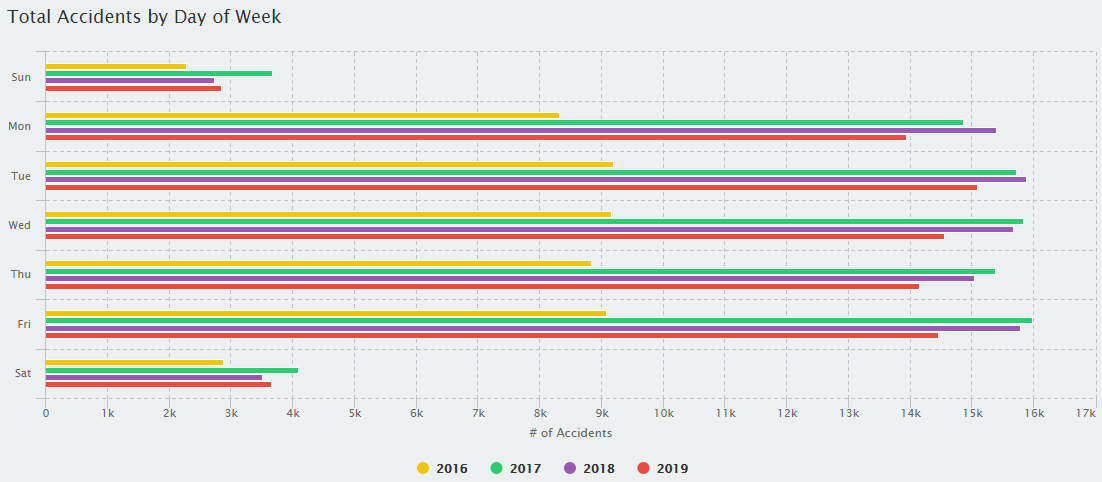 Total Accidents by Day of Week
Sun
Mon
Tue
Wed
Thu
Fri
Sat
0 1k 2k 3k 4k 5k 6k 7k 8k 9k 10k 11k 12k 13k 14k 15k 16k 17k
# of Accidents
2016 2017 2018 2019